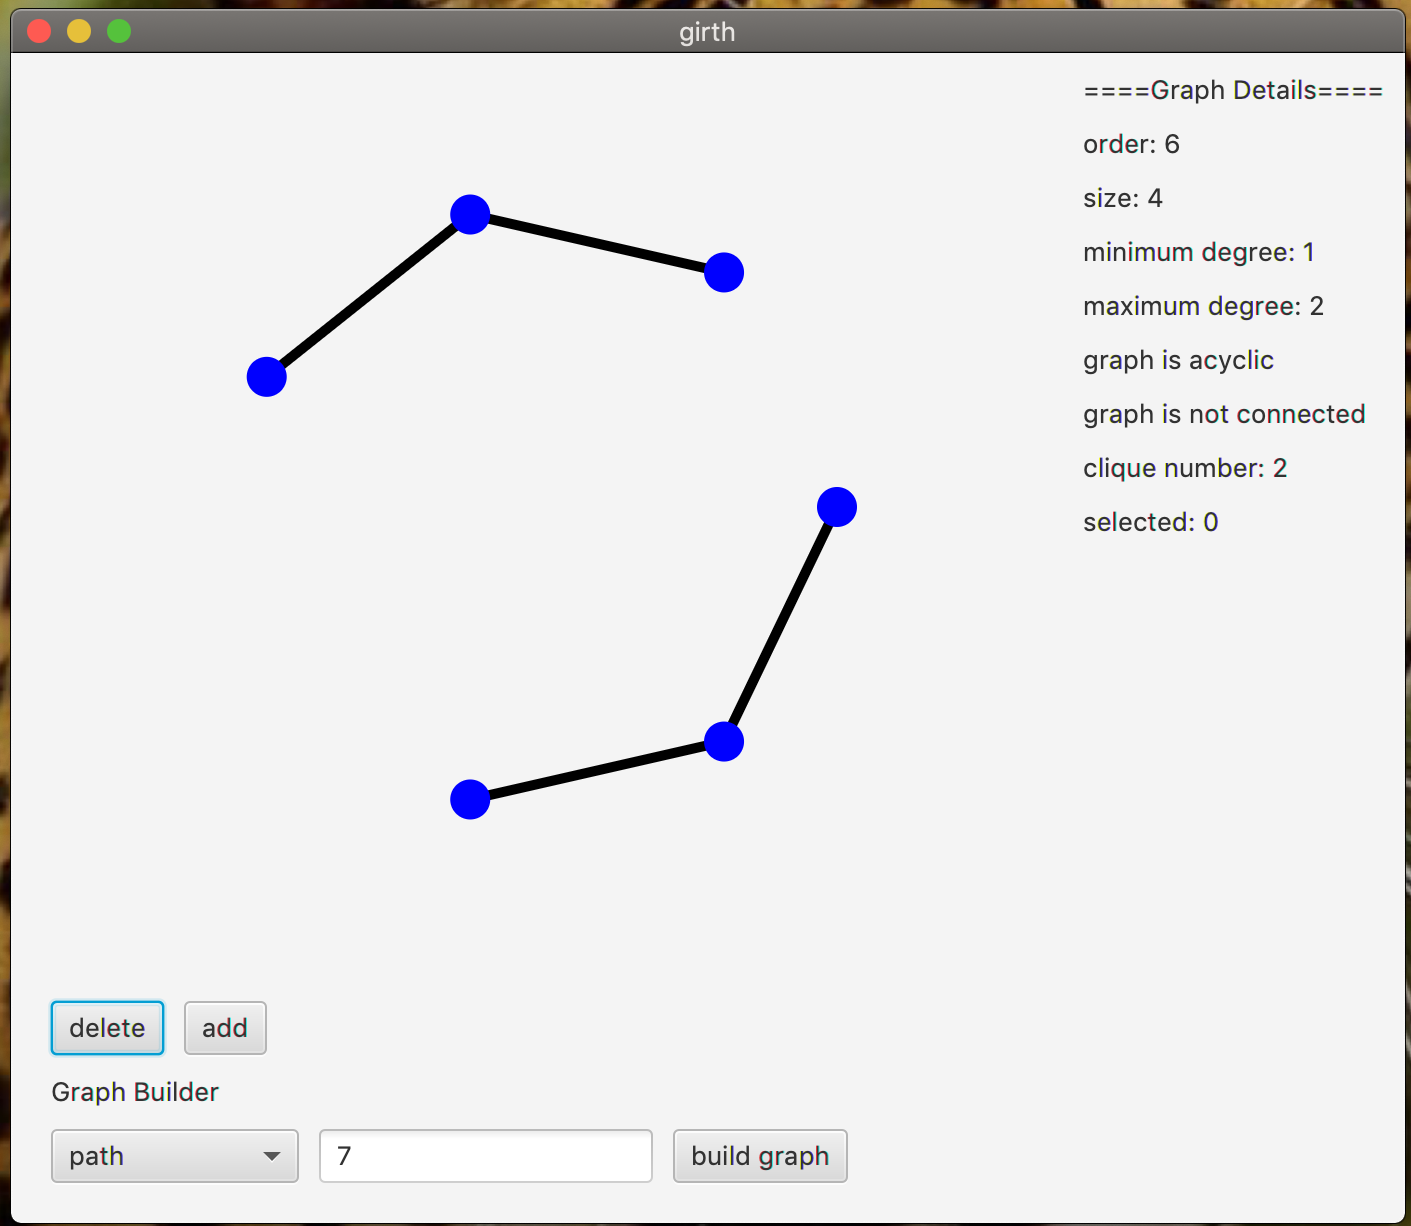 girth
====Graph Details====
order: 6
size: 4
minimum degree: 1
maximum degree: 2
graph is acyclic
graph is not connected
clique number: 2
selected: 0
delete add
Graph Builder
path 7 build graph